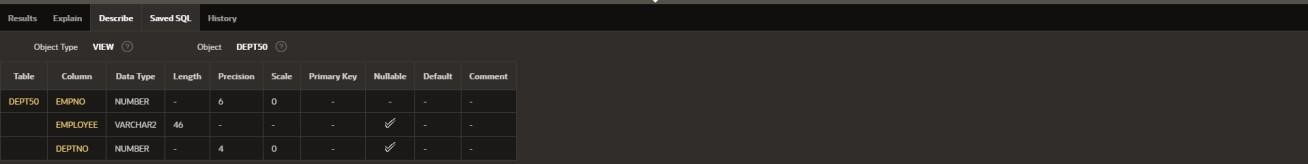 Results Explain Describe Saved SQL History
Object Type VIEW ? Object DEPT50 ?
Table Column Data Type Length Precision Scale Primary Key Nullable Default Comment
DEPT50 EMPNO NUMBER - 6 0 - - - -
EMPLOYEE VARCHAR2 46 - - - ✓ - -
DEPTNO NUMBER - 4 0 - ✓ - -